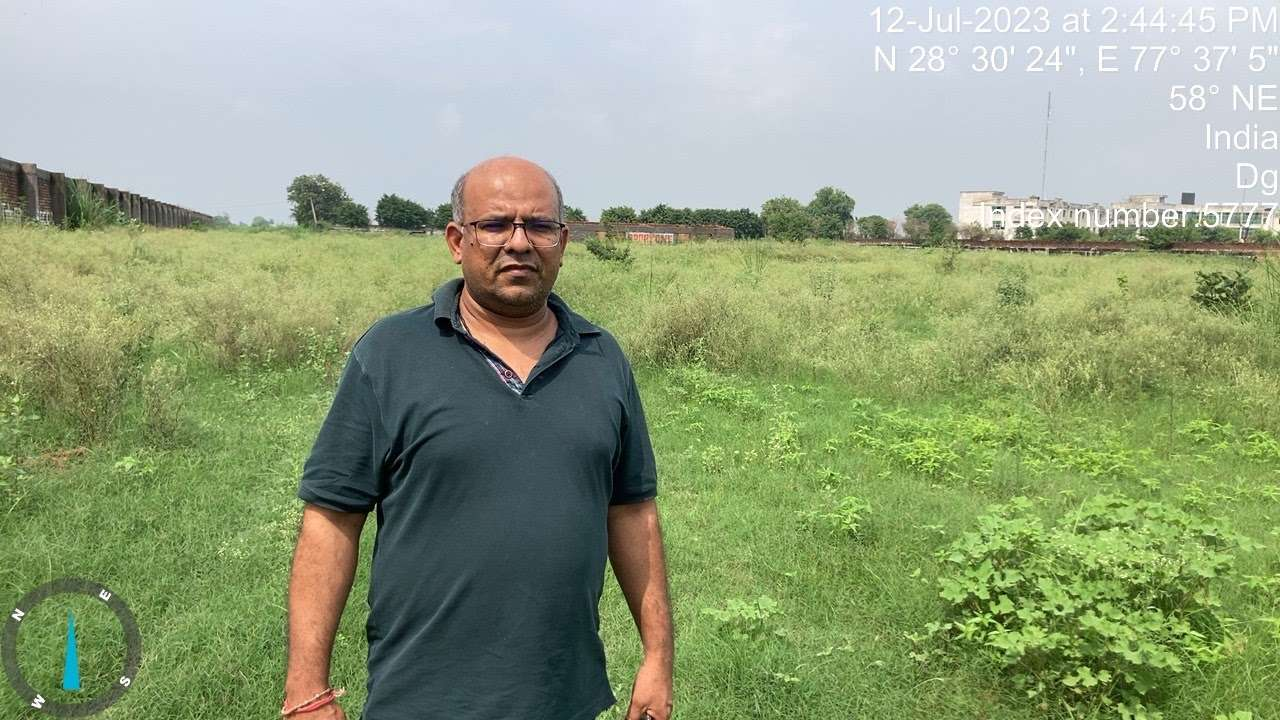 12-Jul-2023 at 2:44:45 PM
N 28° 30' 24", E 77° 37' 5"
58° NE
India
Dg
Index number:5777
N
E
W
S